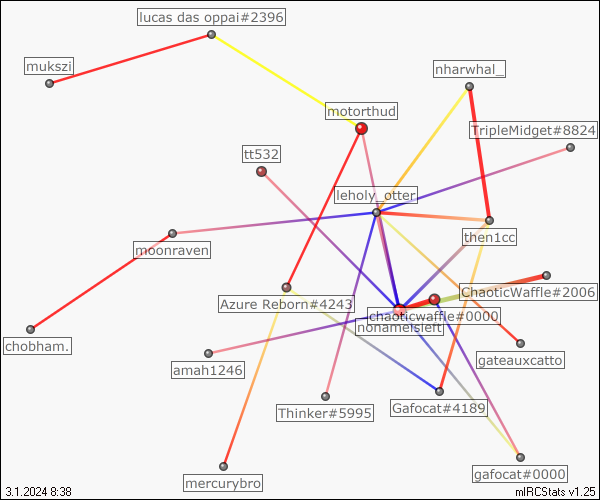 lucas das oppai#2396
mukszi
nharwhal_
motorthud
TripleMidget#8824
tt532
leholy_otter
then1cc
moonraven
ChaoticWaffle#2006
Azure Reborn#4243
chaoticwaffle#0000
nonameisleft
chobham.
gateauxcatto
amah1246
Gafocat#4189
Thinker#5995
gafocat#0000
mercurybro
3.1.2024 8:38
mIRCStats v1.25